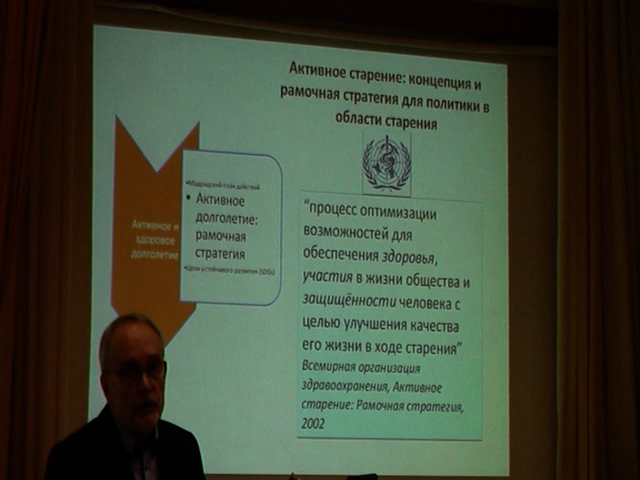 Активное старение: концепция и
рамочная стратегия для политики в
области старения
Активное и
здоровое
долголетие
•Мадридский план действий
• Активное
долголетие:
рамочная
стратегия
•Цели устойчивого развития (SDGs)
“процесс оптимизации
возможностей для
обеспечения здоровья,
участия в жизни общества и
защищённости человека с
целью улучшения качества
его жизни в ходе старения”
Всемирная организация
здравоохранения, Активное
старение: Рамочная стратегия,
2002